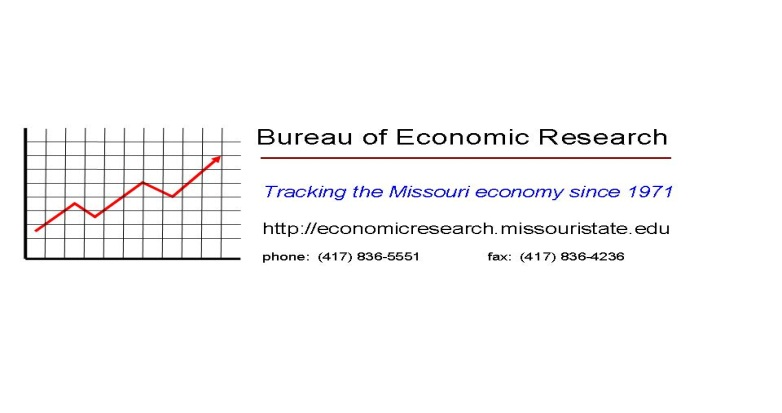 Bureau of Economic Research
Tracking the Missouri economy since 1971
http://economicresearch.missouristate.edu
phone: (417) 836-5551 fax: (417) 836-4236